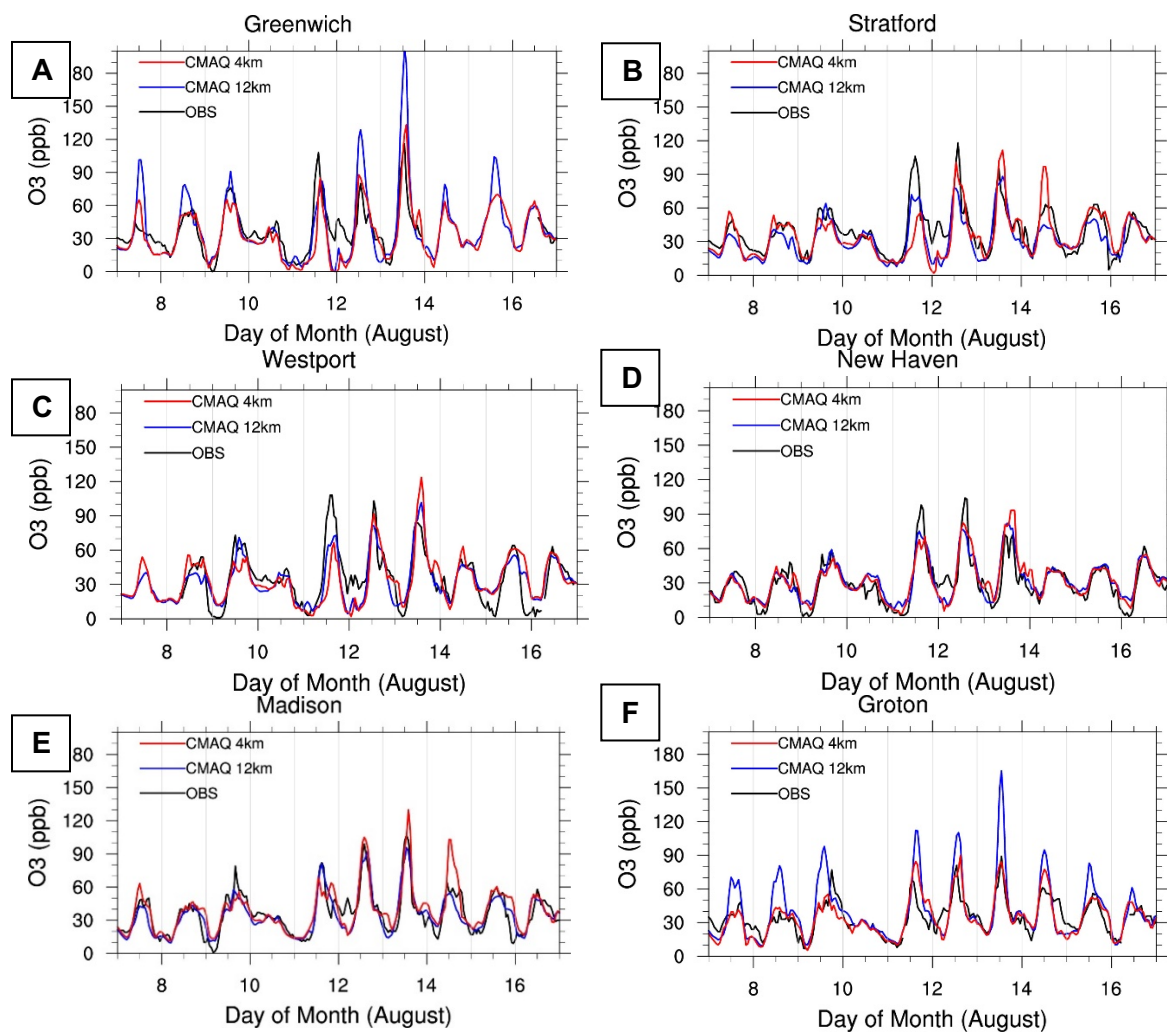 Greenwich
A
CMAQ 4km
CMAQ 12km
OBS
80
150
120
90
60
30
0
O3 (ppb)
8 10 12 14 16
Day of Month (August)
Stratford
B
CMAQ 4km
CMAQ 12km
OBS
80
150
120
90
60
30
0
O3 (ppb)
8 10 12 14 16
Day of Month (August)
Westport
C
CMAQ 4km
CMAQ 12km
OBS
80
150
120
90
60
30
0
O3 (ppb)
8 10 12 14 16
Day of Month (August)
New Haven
D
CMAQ 4km
CMAQ 12km
OBS
180
150
120
90
60
30
0
O3 (ppb)
8 10 12 14 16
Day of Month (August)
Madison
E
CMAQ 4km
CMAQ 12km
OBS
80
150
120
90
60
30
0
O3 (ppb)
8 10 12 14 16
Day of Month (August)
Groton
F
CMAQ 4km
CMAQ 12km
OBS
180
150
120
90
60
30
0
O3 (ppb)
8 10 12 14 16
Day of Month (August)